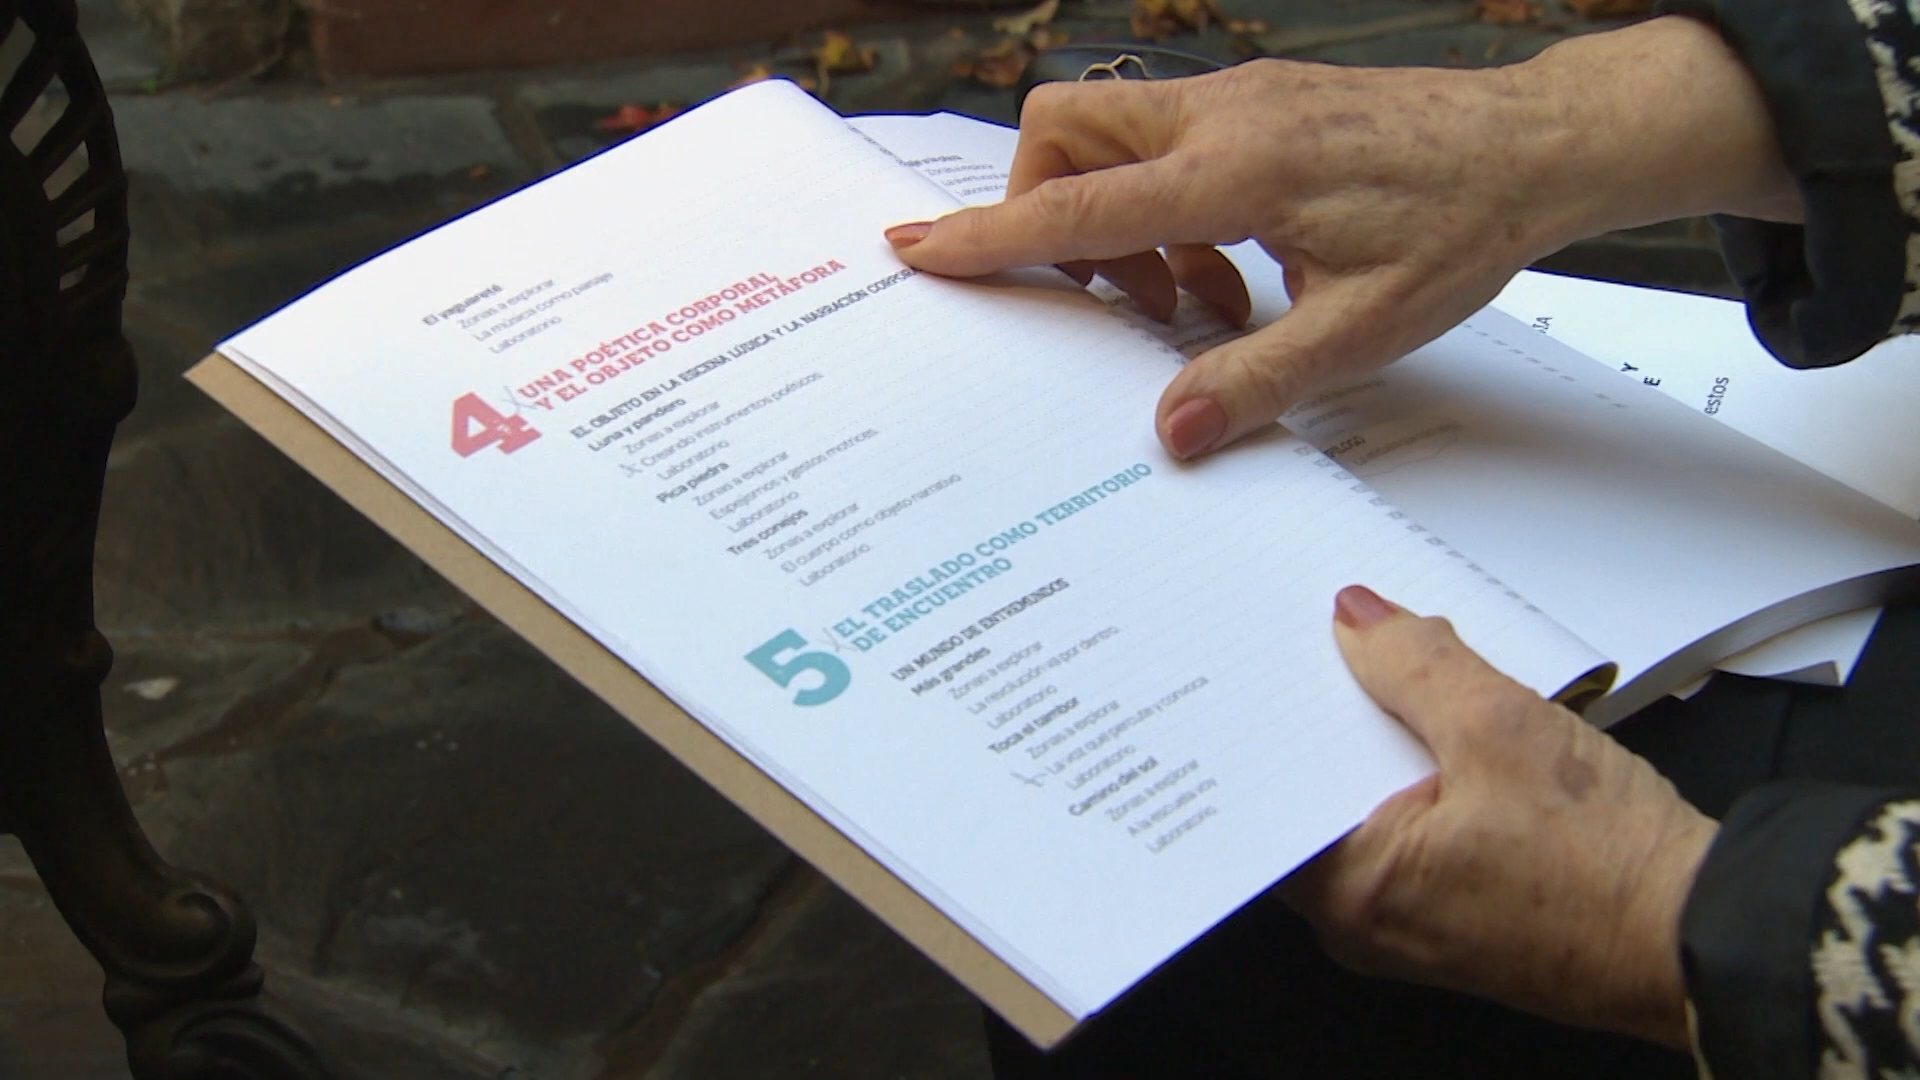 El yaguareté
Zonas a explorar
La música como paisaje
Laboratorio
4 UNA POÉTICA CORPORAL
Y EL OBJETO COMO METÁFORA
EL OBJETO EN LA ESCENA LÚDICA Y LA NARRACIÓN CORPORAL
Luna y pandero
Zonas a explorar
Creando instrumentos poéticos
Laboratorio
Pica piedra
Zonas a explorar
Espejismos y gestos motrices
Laboratorio
Tres conejos
Zonas a explorar
El cuerpo como objeto narrativo
Laboratorio
5 EL TRASLADO COMO TERRITORIO
DE ENCUENTRO
UN MUNDO DE ENTREMUNDOS
Más grandes
Zonas a explorar
La revolución va por dentro
Laboratorio
Toca el tambor
Zonas a explorar
La voz que percute y convoca
Laboratorio
Camino del sol
Zonas a explorar
A la escuela voy
Laboratorio
Zonas a explorar
Laboratorio
Y
E
estos